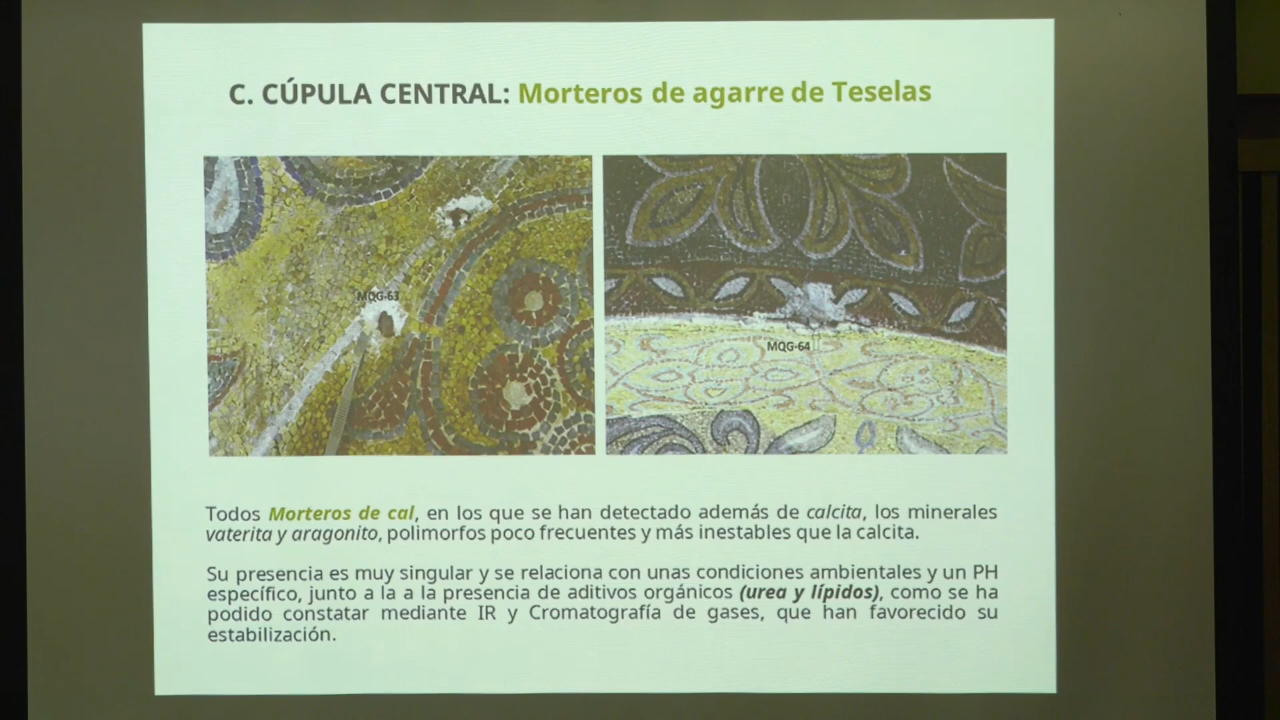 C. CÚPULA CENTRAL: Morteros de agarre de Teselas
MQG-63
MQG-64
Todos Morteros de cal, en los que se han detectado además de calcita, los minerales
vaterita y aragonito, polimorfos poco frecuentes y más inestables que la calcita.
Su presencia es muy singular y se relaciona con unas condiciones ambientales y un PH
específico, junto a la a la presencia de aditivos orgánicos (urea y lípidos), como se ha
podido constatar mediante IR y Cromatografía de gases, que han favorecido su
estabilización.